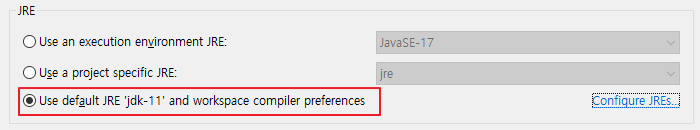 JRE
Use an execution environment JRE: JavaSE-17
Use a project specific JRE: jre
Use default JRE 'jdk-11' and workspace compiler preferences Configure JREs...